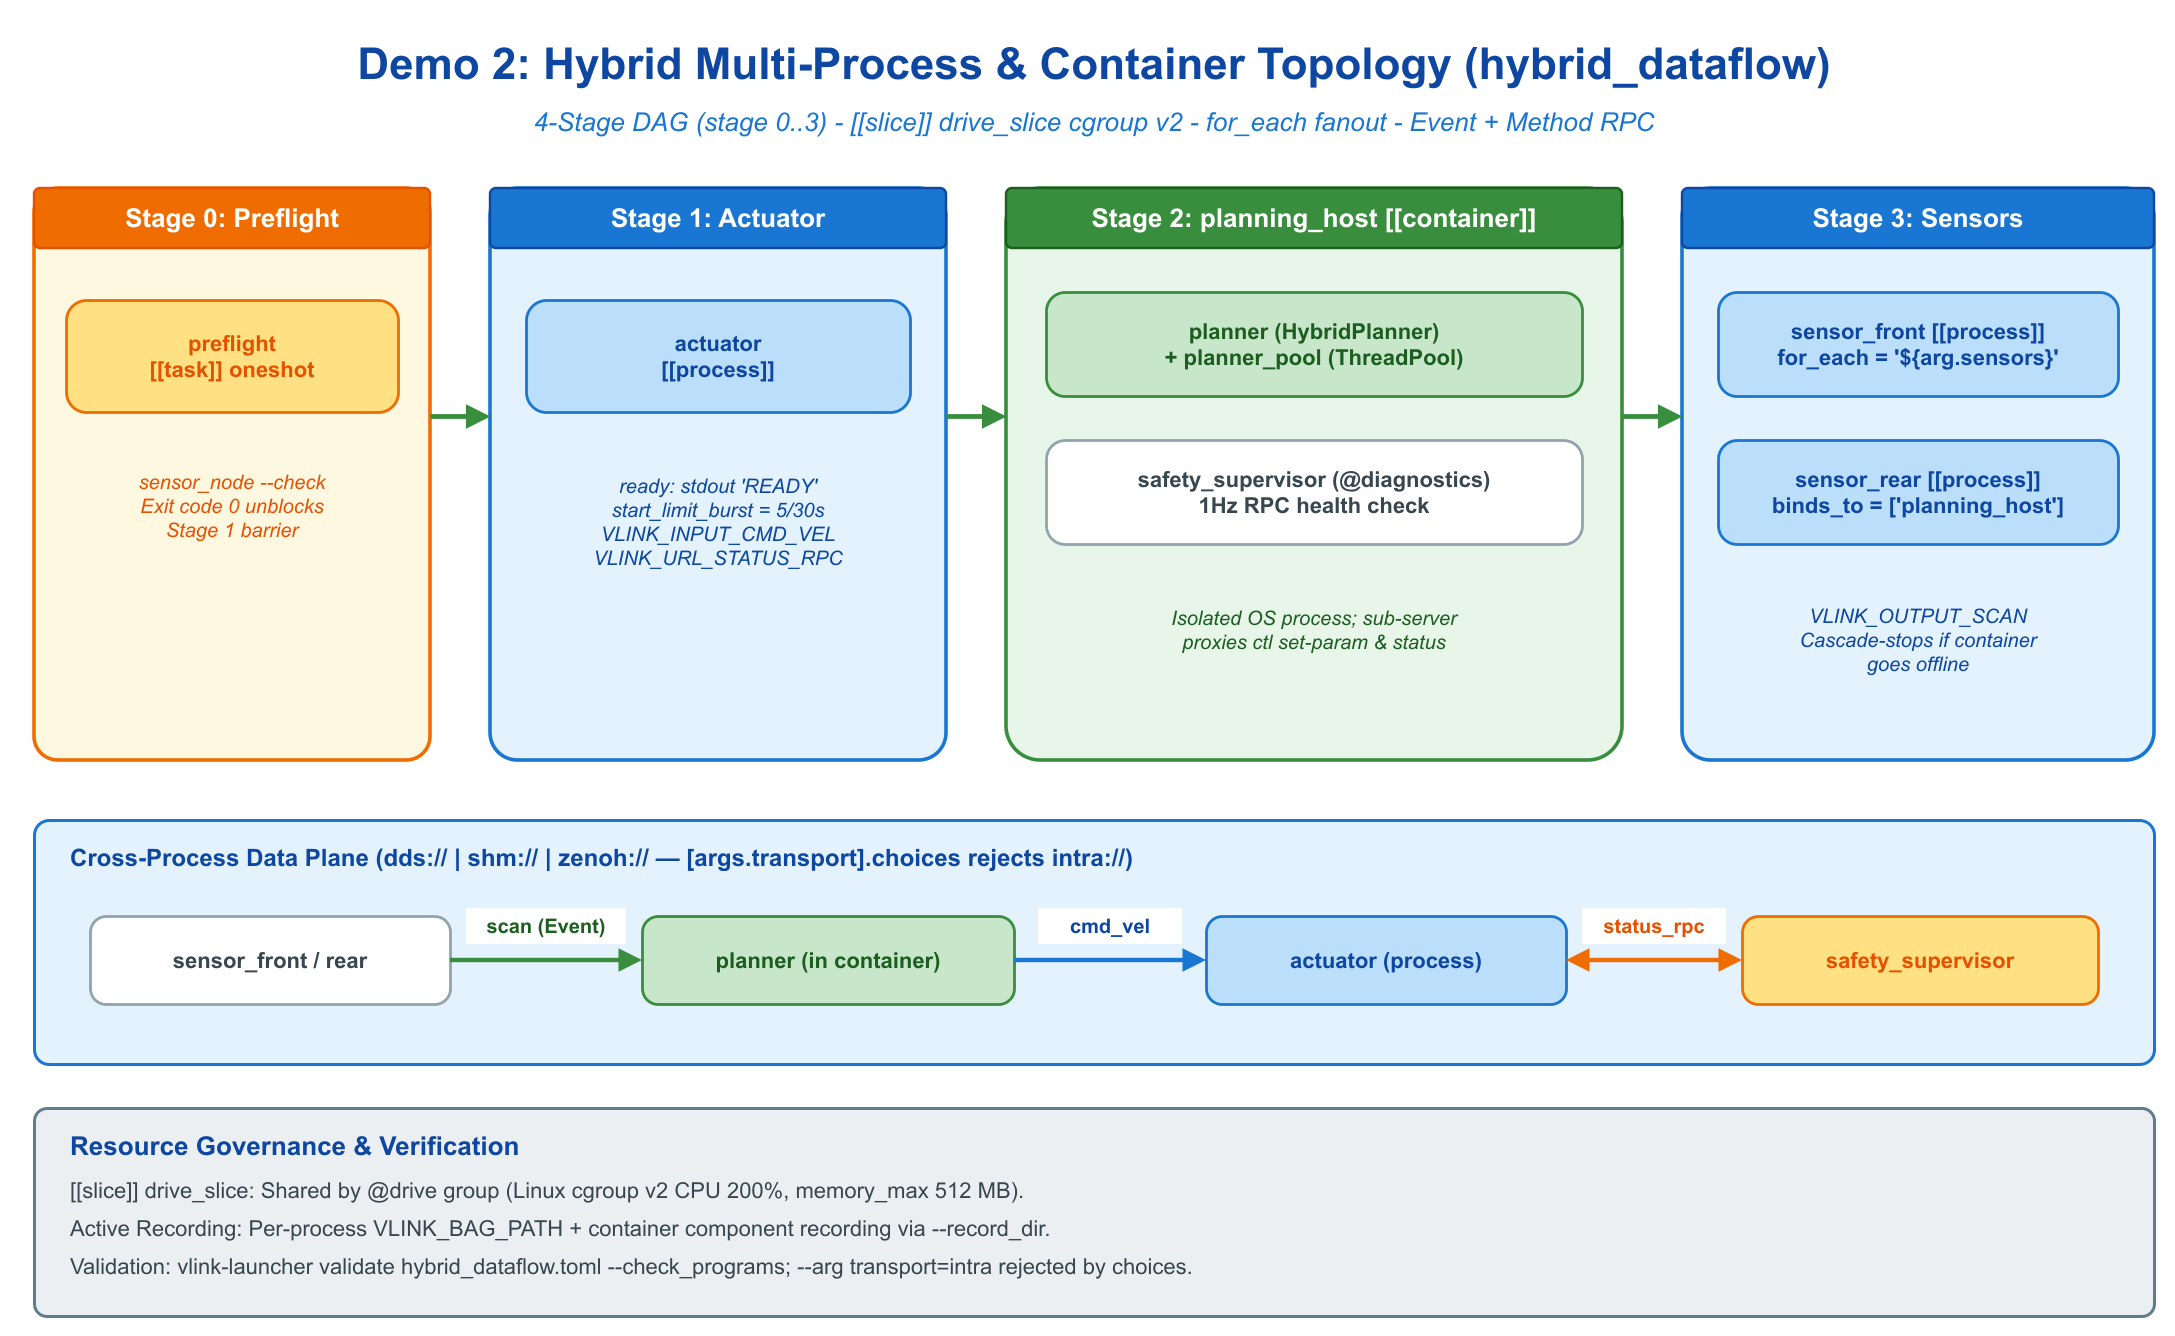 Demo 2: Hybrid Multi-Process & Container Topology (hybrid_dataflow)
4-Stage DAG (stage 0..3) - [[slice]] drive_slice cgroup v2 - for_each fanout - Event + Method RPC
Stage 0: Preflight
preflight
[[task]] oneshot
sensor_node --check
Exit code 0 unblocks
Stage 1 barrier
Stage 1: Actuator
actuator
[[process]]
ready: stdout 'READY'
start_limit_burst = 5/30s
VLINK_INPUT_CMD_VEL
VLINK_URL_STATUS_RPC
Stage 2: planning_host [[container]]
planner (HybridPlanner)
+ planner_pool (ThreadPool)
safety_supervisor (@diagnostics)
1Hz RPC health check
Isolated OS process; sub-server
proxies ctl set-param & status
Stage 3: Sensors
sensor_front [[process]]
for_each = '${arg.sensors}'
sensor_rear [[process]]
binds_to = ['planning_host']
VLINK_OUTPUT_SCAN
Cascade-stops if container
goes offline
Cross-Process Data Plane (dds:// | shm:// | zenoh:// — [args.transport].choices rejects intra://)
sensor_front / rear
scan (Event)
planner (in container)
cmd_vel
actuator (process)
status_rpc
safety_supervisor
Resource Governance & Verification
[[slice]] drive_slice: Shared by @drive group (Linux cgroup v2 CPU 200%, memory_max 512 MB).
Active Recording: Per-process VLINK_BAG_PATH + container component recording via --record_dir.
Validation: vlink-launcher validate hybrid_dataflow.toml --check_programs; --arg transport=intra rejected by choices.